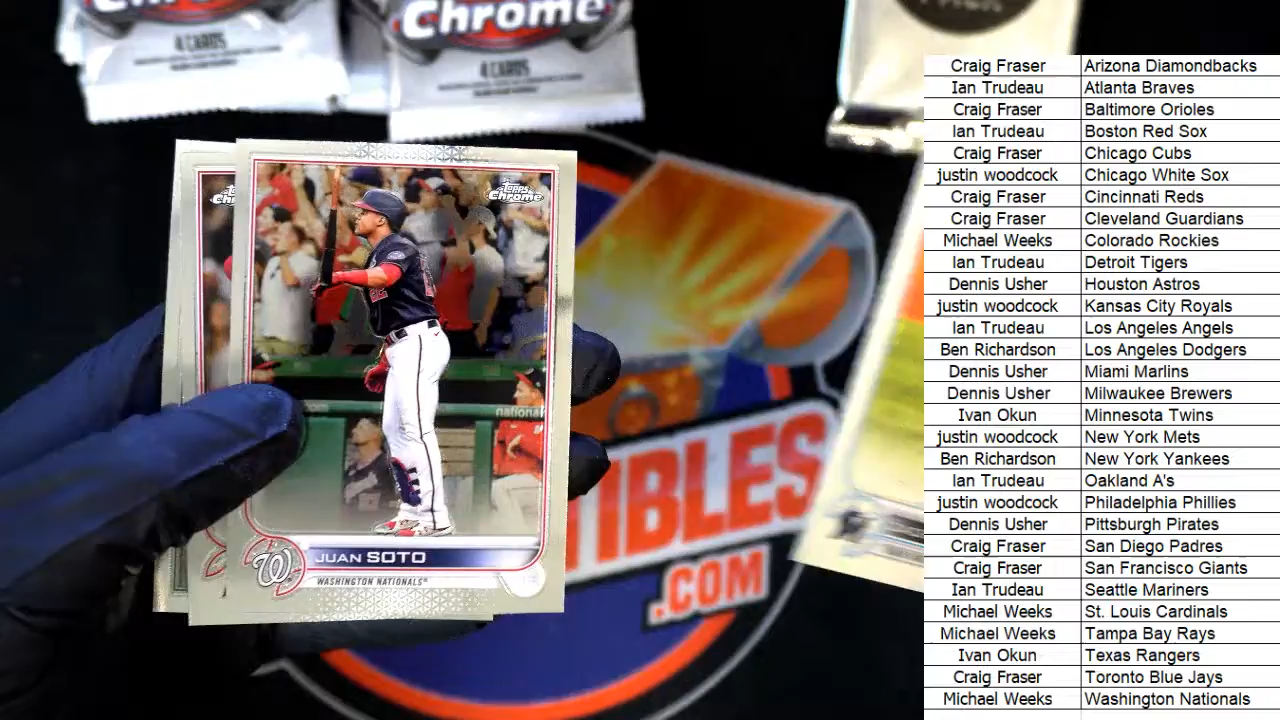 Chrome
4 CARDS
Chrome
4 CARDS
Topps
Chrome
national
JUAN SOTO
W
WASHINGTON NATIONALS®
TIBLES
.COM
Craig Fraser Arizona Diamondbacks
Ian Trudeau Atlanta Braves
Craig Fraser Baltimore Orioles
Ian Trudeau Boston Red Sox
Craig Fraser Chicago Cubs
justin woodcock Chicago White Sox
Craig Fraser Cincinnati Reds
Craig Fraser Cleveland Guardians
Michael Weeks Colorado Rockies
Ian Trudeau Detroit Tigers
Dennis Usher Houston Astros
justin woodcock Kansas City Royals
Ian Trudeau Los Angeles Angels
Ben Richardson Los Angeles Dodgers
Dennis Usher Miami Marlins
Dennis Usher Milwaukee Brewers
Ivan Okun Minnesota Twins
justin woodcock New York Mets
Ben Richardson New York Yankees
Ian Trudeau Oakland A's
justin woodcock Philadelphia Phillies
Dennis Usher Pittsburgh Pirates
Craig Fraser San Diego Padres
Craig Fraser San Francisco Giants
Ian Trudeau Seattle Mariners
Michael Weeks St. Louis Cardinals
Michael Weeks Tampa Bay Rays
Ivan Okun Texas Rangers
Craig Fraser Toronto Blue Jays
Michael Weeks Washington Nationals